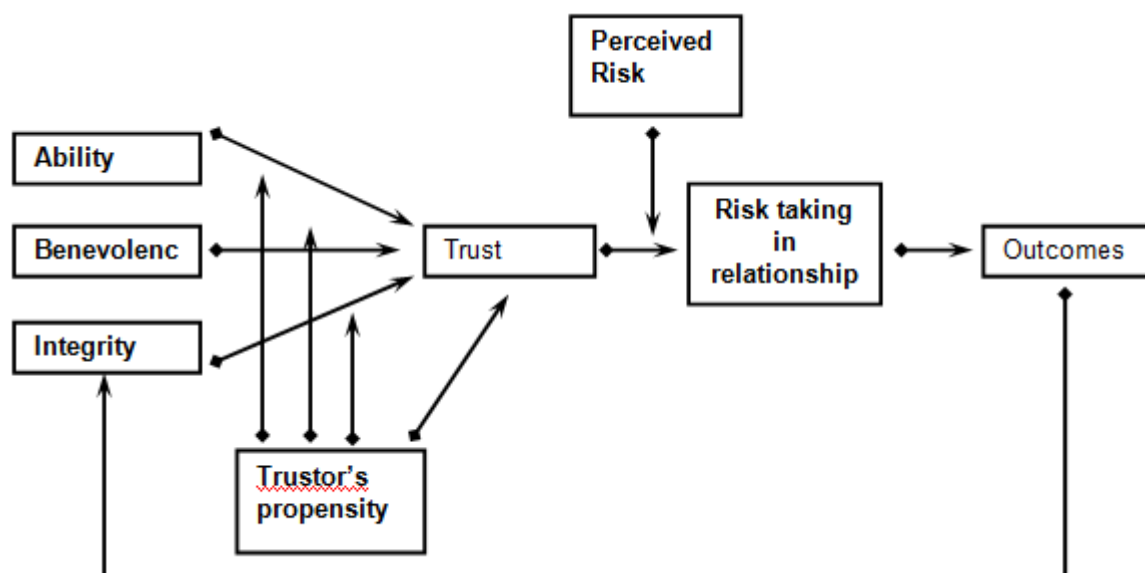 Perceived
Risk
Ability
Benevolenc
Integrity
Trust
Risk taking
in
relationship
Outcomes
Trustor’s
propensity